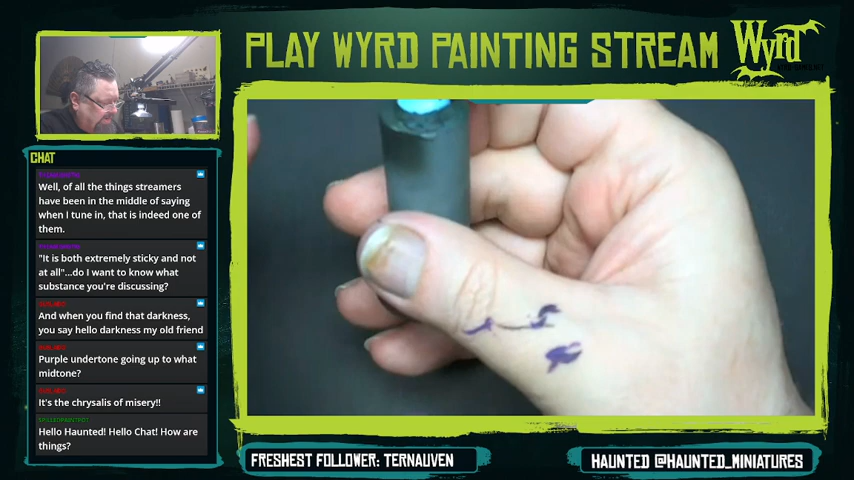 PLAY WYRD PAINTING STREAM
Wyrd
CHAT
Well, of all the things streamers
have been in the middle of saying
when I tune in, that is indeed one of
them.
"It is both extremely sticky and not
at all"...do I want to know what
substance you're discussing?
And when you find that darkness,
you say hello darkness my old friend
Purple undertone going up to what
midtone?
It's the chrysalis of misery!!
Hello Haunted! Hello Chat! How are
things?
FRESHEST FOLLOWER: TERNAUVEN
HAUNTED @HAUNTED_MINIATURES